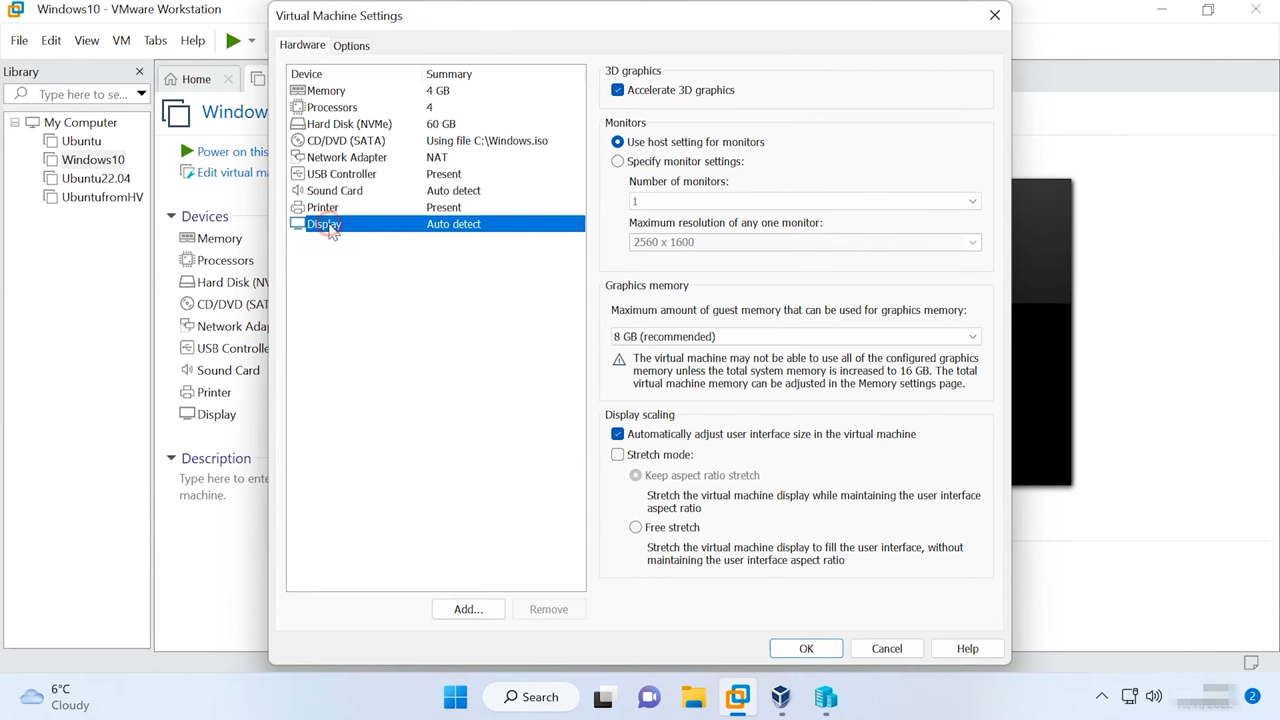 Windows10 - VMware Workstation
File Edit View VM Tabs Help
Library
Type here to se...
My Computer
Ubuntu
Windows10
Ubuntu22.04
UbuntufromHV
Home
Window
Power on this
Edit virtual ma
Devices
Memory
Processors
Hard Disk (NV
CD/DVD (SATA
Network Adap
USB Controlle
Sound Card
Printer
Display
Description
Type here to ente
machine.
Virtual Machine Settings
Hardware Options
Device Summary
Memory 4 GB
Processors 4
Hard Disk (NVMe) 60 GB
CD/DVD (SATA) Using file C:\Windows.iso
Network Adapter NAT
USB Controller Present
Sound Card Auto detect
Printer Present
Display Auto detect
Add... Remove
3D graphics
Accelerate 3D graphics
Monitors
Use host setting for monitors
Specify monitor settings:
Number of monitors:
1
Maximum resolution of any one monitor:
2560 x 1600
Graphics memory
Maximum amount of guest memory that can be used for graphics memory:
8 GB (recommended)
The virtual machine may not be able to use all of the configured graphics
memory unless the total system memory is increased to 16 GB. The total
virtual machine memory can be adjusted in the Memory settings page.
Display scaling
Automatically adjust user interface size in the virtual machine
Stretch mode:
Keep aspect ratio stretch
Stretch the virtual machine display while maintaining the user interface
aspect ratio
Free stretch
Stretch the virtual machine display to fill the user interface, without
maintaining the user interface aspect ratio
OK Cancel Help
6°C
Cloudy
Search
2